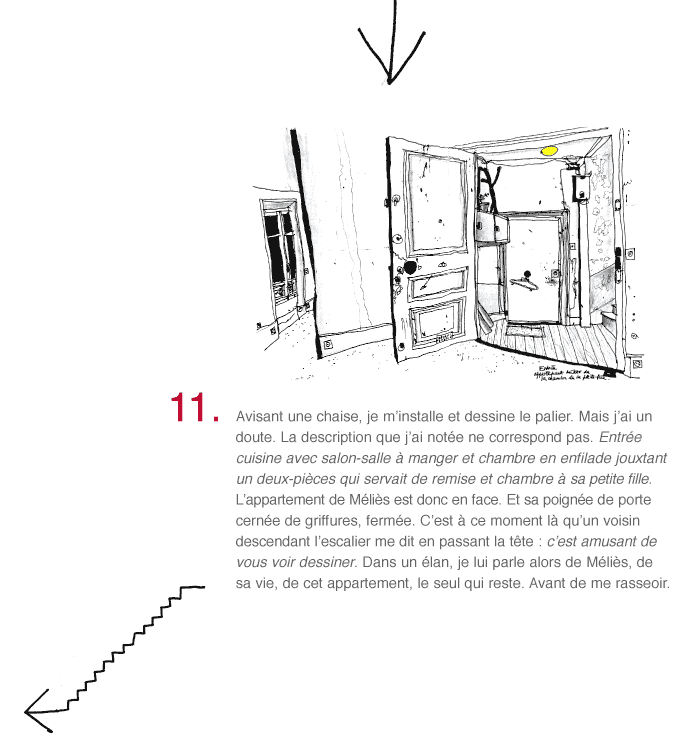 Entrée
appartement
la chambre de la petite fille.
11.
Avisant une chaise, je m'installe et dessine le palier. Mais j'ai un
doute. La description que j'ai notée ne correspond pas. Entrée
cuisine avec salon-salle à manger et chambre en enfilade jouxtant
un deux-pièces qui servait de remise et chambre à sa petite fille.
L'appartement de Méliès est donc en face. Et sa poignée de porte
cernée de griffures, fermée. C'est à ce moment là qu'un voisin
descendant l'escalier me dit en passant la tête : c'est amusant de
vous voir dessiner. Dans un élan, je lui parle alors de Méliès, de
sa vie, de cet appartement, le seul qui reste. Avant de me rasseoir.